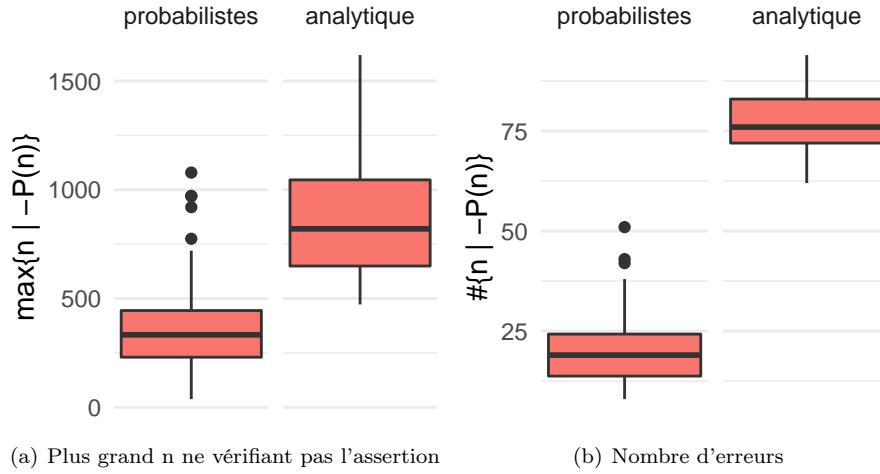 probabilistes analytique
max{n | −P(n)}
1500
1000
500
0
(a) Plus grand n ne vérifiant pas l'assertion
probabilistes analytique
#{n | −P(n)}
75
50
25
(b) Nombre d'erreurs